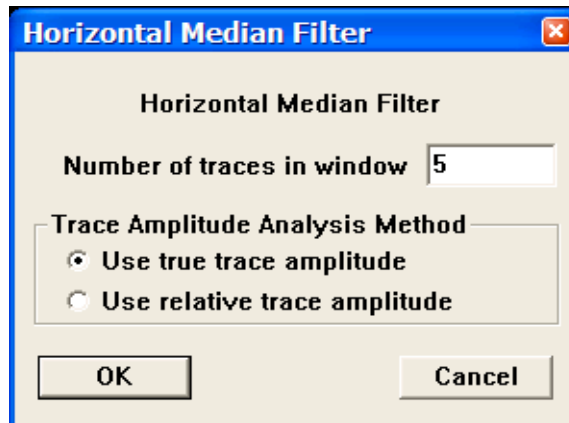 Horizontal Median Filter
Horizontal Median Filter
Number of traces in window 5
Trace Amplitude Analysis Method
Use true trace amplitude
Use relative trace amplitude
OK Cancel